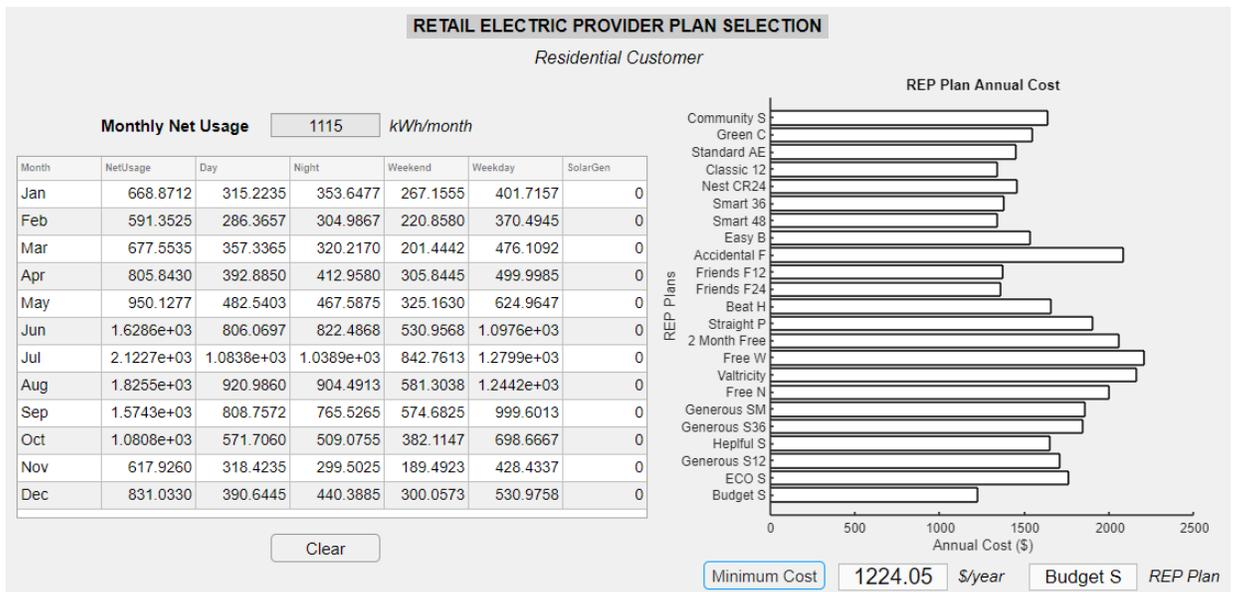 RETAIL ELECTRIC PROVIDER PLAN SELECTION
Residential Customer
Monthly Net Usage 1115 kWh/month
Month NetUsage Day Night Weekend Weekday SolarGen
Jan 668.8712 315.2235 353.6477 267.1555 401.7157 0
Feb 591.3525 286.3657 304.9867 220.8580 370.4945 0
Mar 677.5535 357.3365 320.2170 201.4442 476.1092 0
Apr 805.8430 392.8850 412.9580 305.8445 499.9985 0
May 950.1277 482.5403 467.5875 325.1630 624.9647 0
Jun 1.6286e+03 806.0697 822.4868 530.9568 1.0976e+03 0
Jul 2.1227e+03 1.0838e+03 1.0389e+03 842.7613 1.2799e+03 0
Aug 1.8255e+03 920.9860 904.4913 581.3038 1.2442e+03 0
Sep 1.5743e+03 808.7572 765.5265 574.6825 999.6013 0
Oct 1.0808e+03 571.7060 509.0755 382.1147 698.6667 0
Nov 617.9260 318.4235 299.5025 189.4923 428.4337 0
Dec 831.0330 390.6445 440.3885 300.0573 530.9758 0
Clear
REP Plan Annual Cost
REP Plans
Community S
Green C
Standard AE
Classic 12
Nest CR24
Smart 36
Smart 48
Easy B
Accidental F
Friends F12
Friends F24
Beat H
Straight P
2 Month Free
Free W
Valtricity
Free N
Generous SM
Generous S36
Heplful S
Generous S12
ECO S
Budget S
0 500 1000 1500 2000 2500
Annual Cost ($)
Minimum Cost 1224.05 $/year Budget S REP Plan